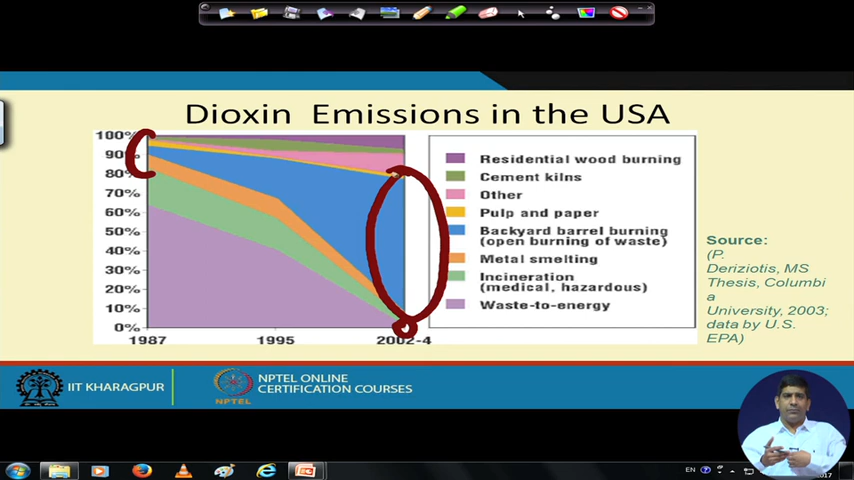 Dioxin Emissions in the USA
100%
90%
80%
70%
60%
50%
40%
30%
20%
10%
0%
1987
1995
2002-4
Residential wood burning
Cement kilns
Other
Pulp and paper
Backyard barrel burning
(open burning of waste)
Metal smelting
Incineration
(medical, hazardous)
Waste-to-energy
Source:
(P.
Deriziotis, MS
Thesis, Columbi
a
University, 2003;
data by U.S.
EPA)
IIT KHARAGPUR
NPTEL
NPTEL ONLINE
CERTIFICATION COURSES
EN
2017